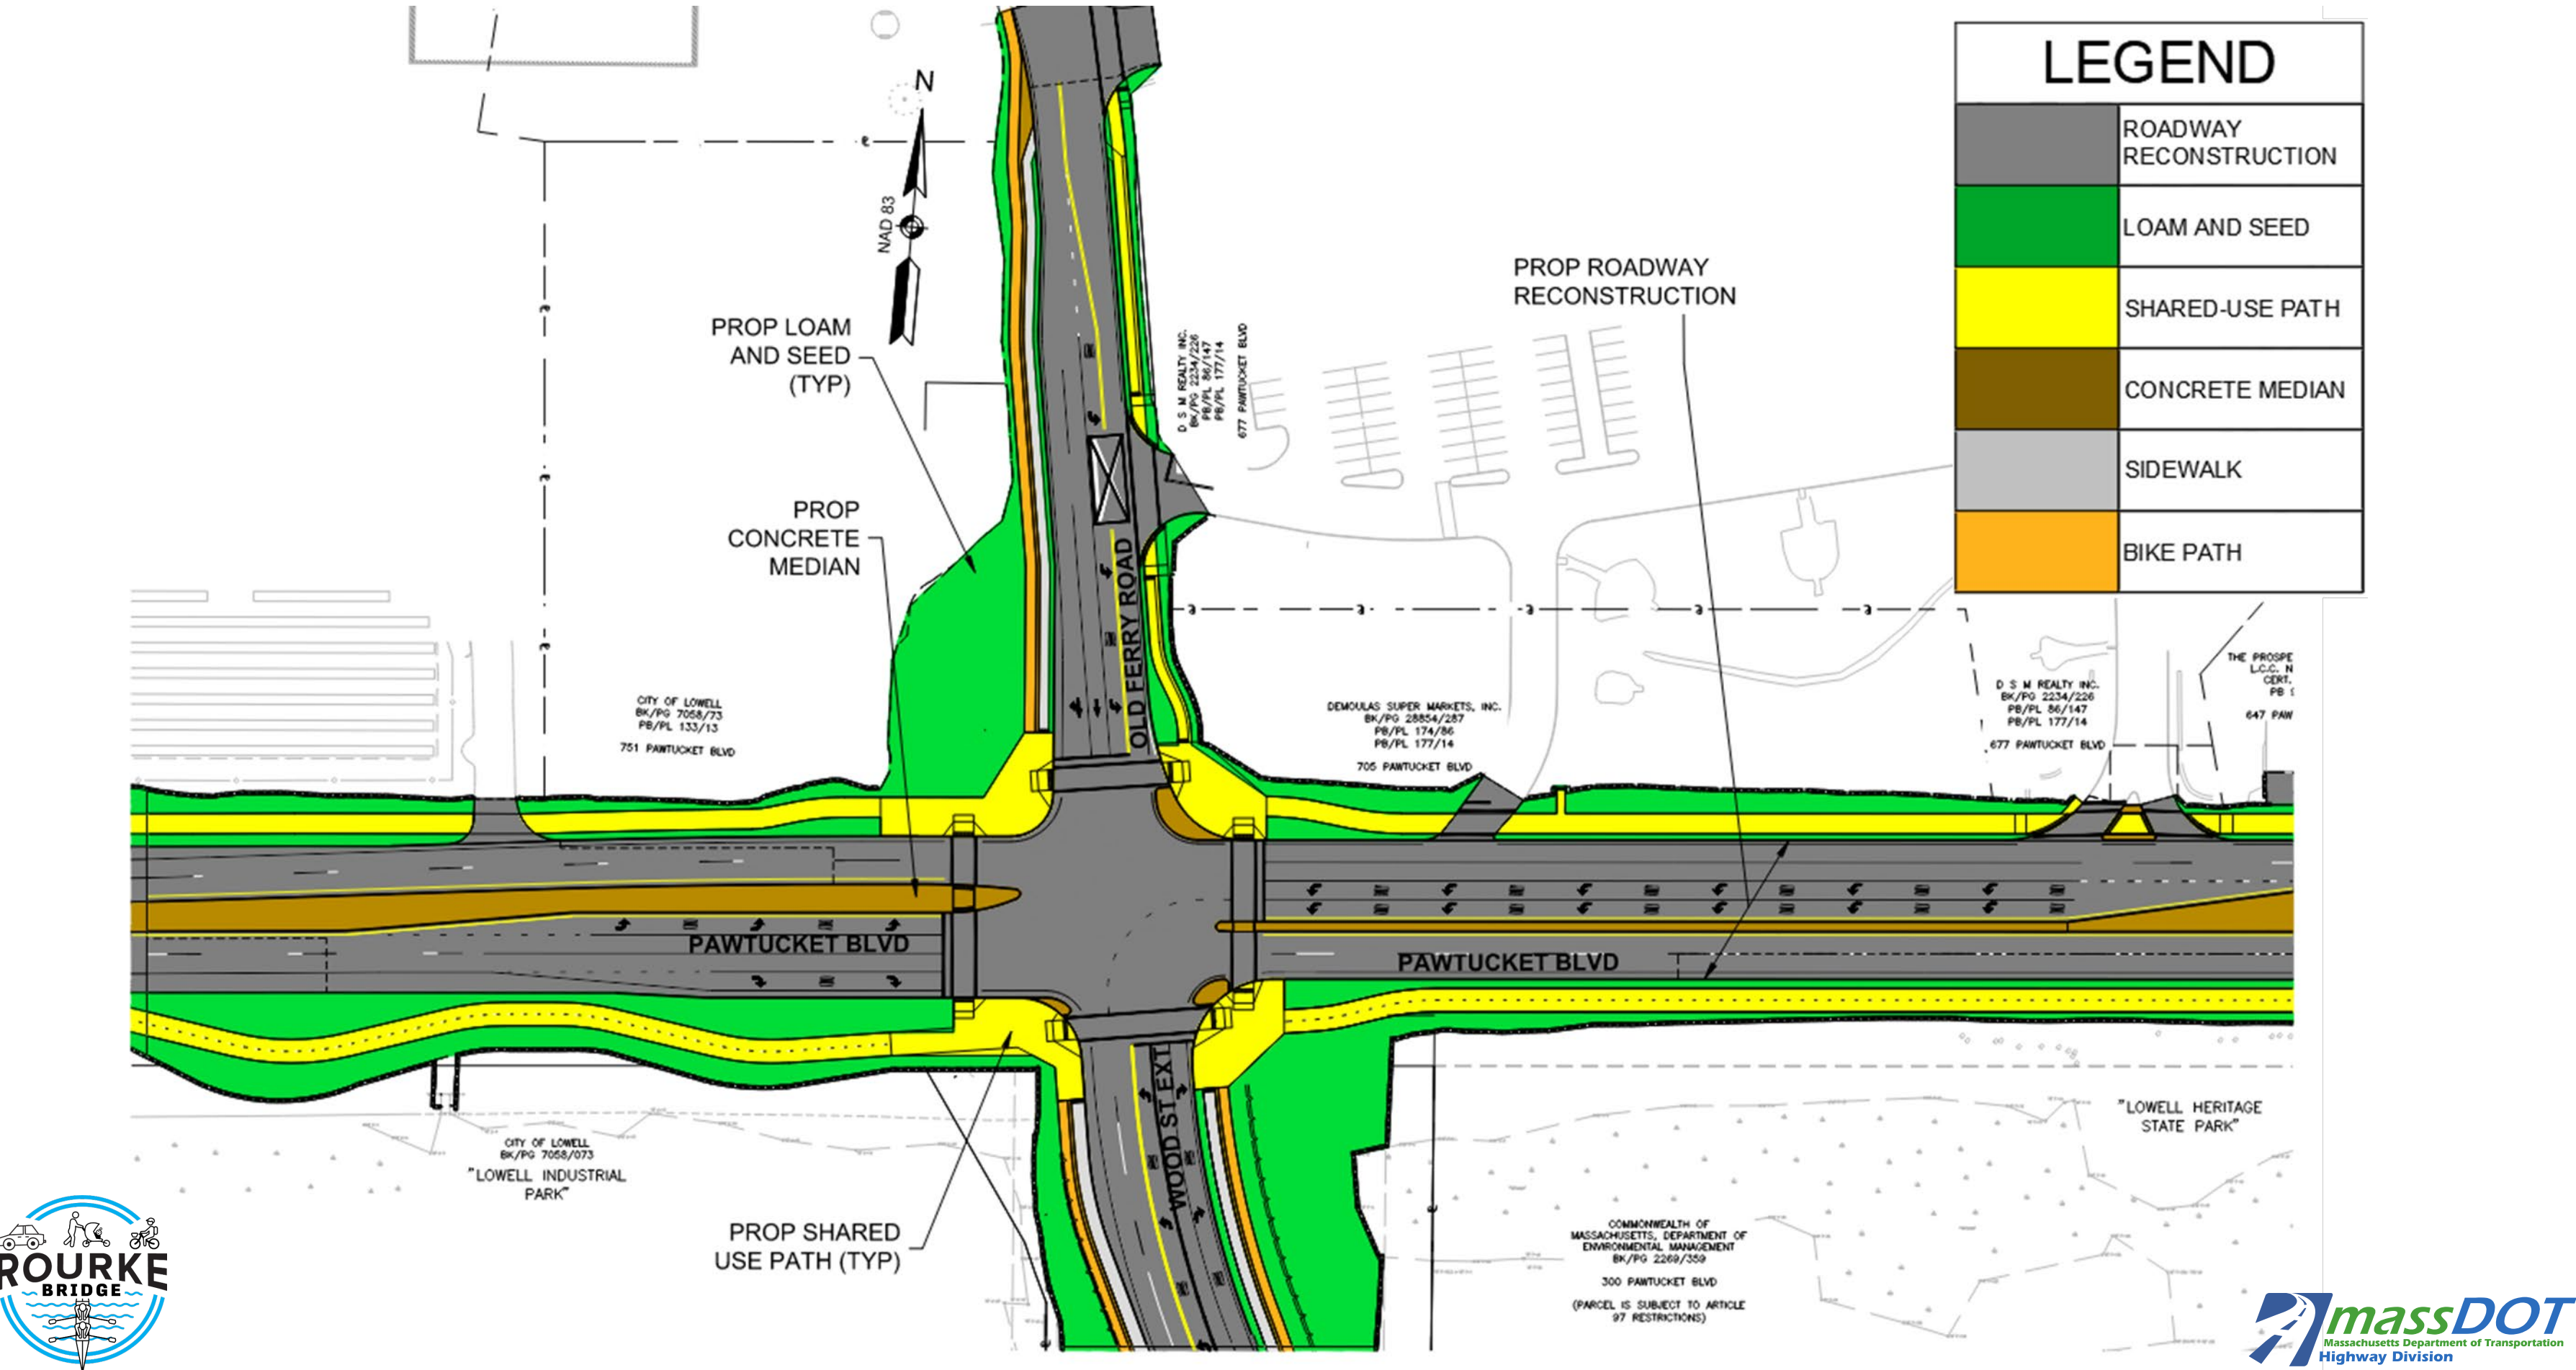 LEGEND
ROADWAY
RECONSTRUCTION
LOAM AND SEED
SHARED-USE PATH
CONCRETE MEDIAN
SIDEWALK
BIKE PATH
N
NAD 83
PROP LOAM
AND SEED
(TYP)
PROP
CONCRETE
MEDIAN
PROP ROADWAY
RECONSTRUCTION
D S M REALTY INC.
BK/PG 2234/226
PB/PL 86/147
PB/PL 177/14
677 PAWTUCKET BLVD
OLD FERRY ROAD
CITY OF LOWELL
BK/PG 7058/73
PB/PL 133/13
751 PAWTUCKET BLVD
DEMOULAS SUPER MARKETS, INC.
BK/PG 28854/287
PB/PL 174/86
PB/PL 177/14
705 PAWTUCKET BLVD
D S M REALTY INC.
BK/PG 2234/226
PB/PL 86/147
PB/PL 177/14
677 PAWTUCKET BLVD
THE PROSPE
L.C.C. N
CERT.
PB
647 PAW
PAWTUCKET BLVD
PAWTUCKET BLVD
WOOD ST EXT
CITY OF LOWELL
BK/PG 7058/073
"LOWELL INDUSTRIAL
PARK"
"LOWELL HERITAGE
STATE PARK"
PROP SHARED
USE PATH (TYP)
COMMONWEALTH OF
MASSACHUSETTS, DEPARTMENT OF
ENVIRONMENTAL MANAGEMENT
BK/PG 2269/359
300 PAWTUCKET BLVD
(PARCEL IS SUBJECT TO ARTICLE
97 RESTRICTIONS)
ROURKE
BRIDGE
massDOT
Massachusetts Department of Transportation
Highway Division